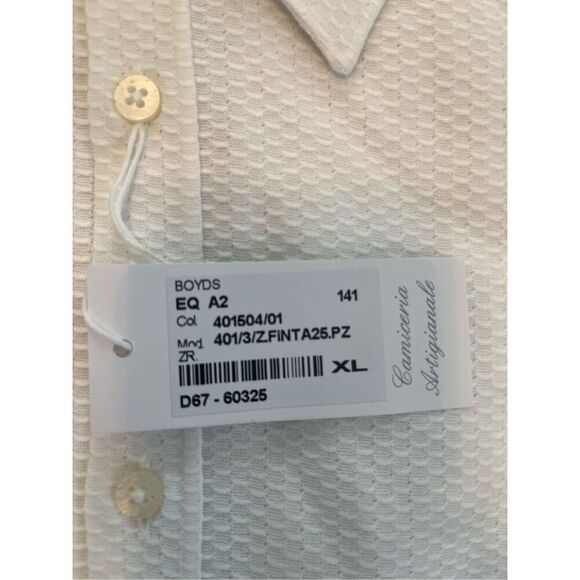 BOYDS
EQ A2 141
Col 401504/01
Mod. 401/3/Z.FINTA25.PZ
ZR.
XL
D67 - 60325
Camiceria
Artigianale